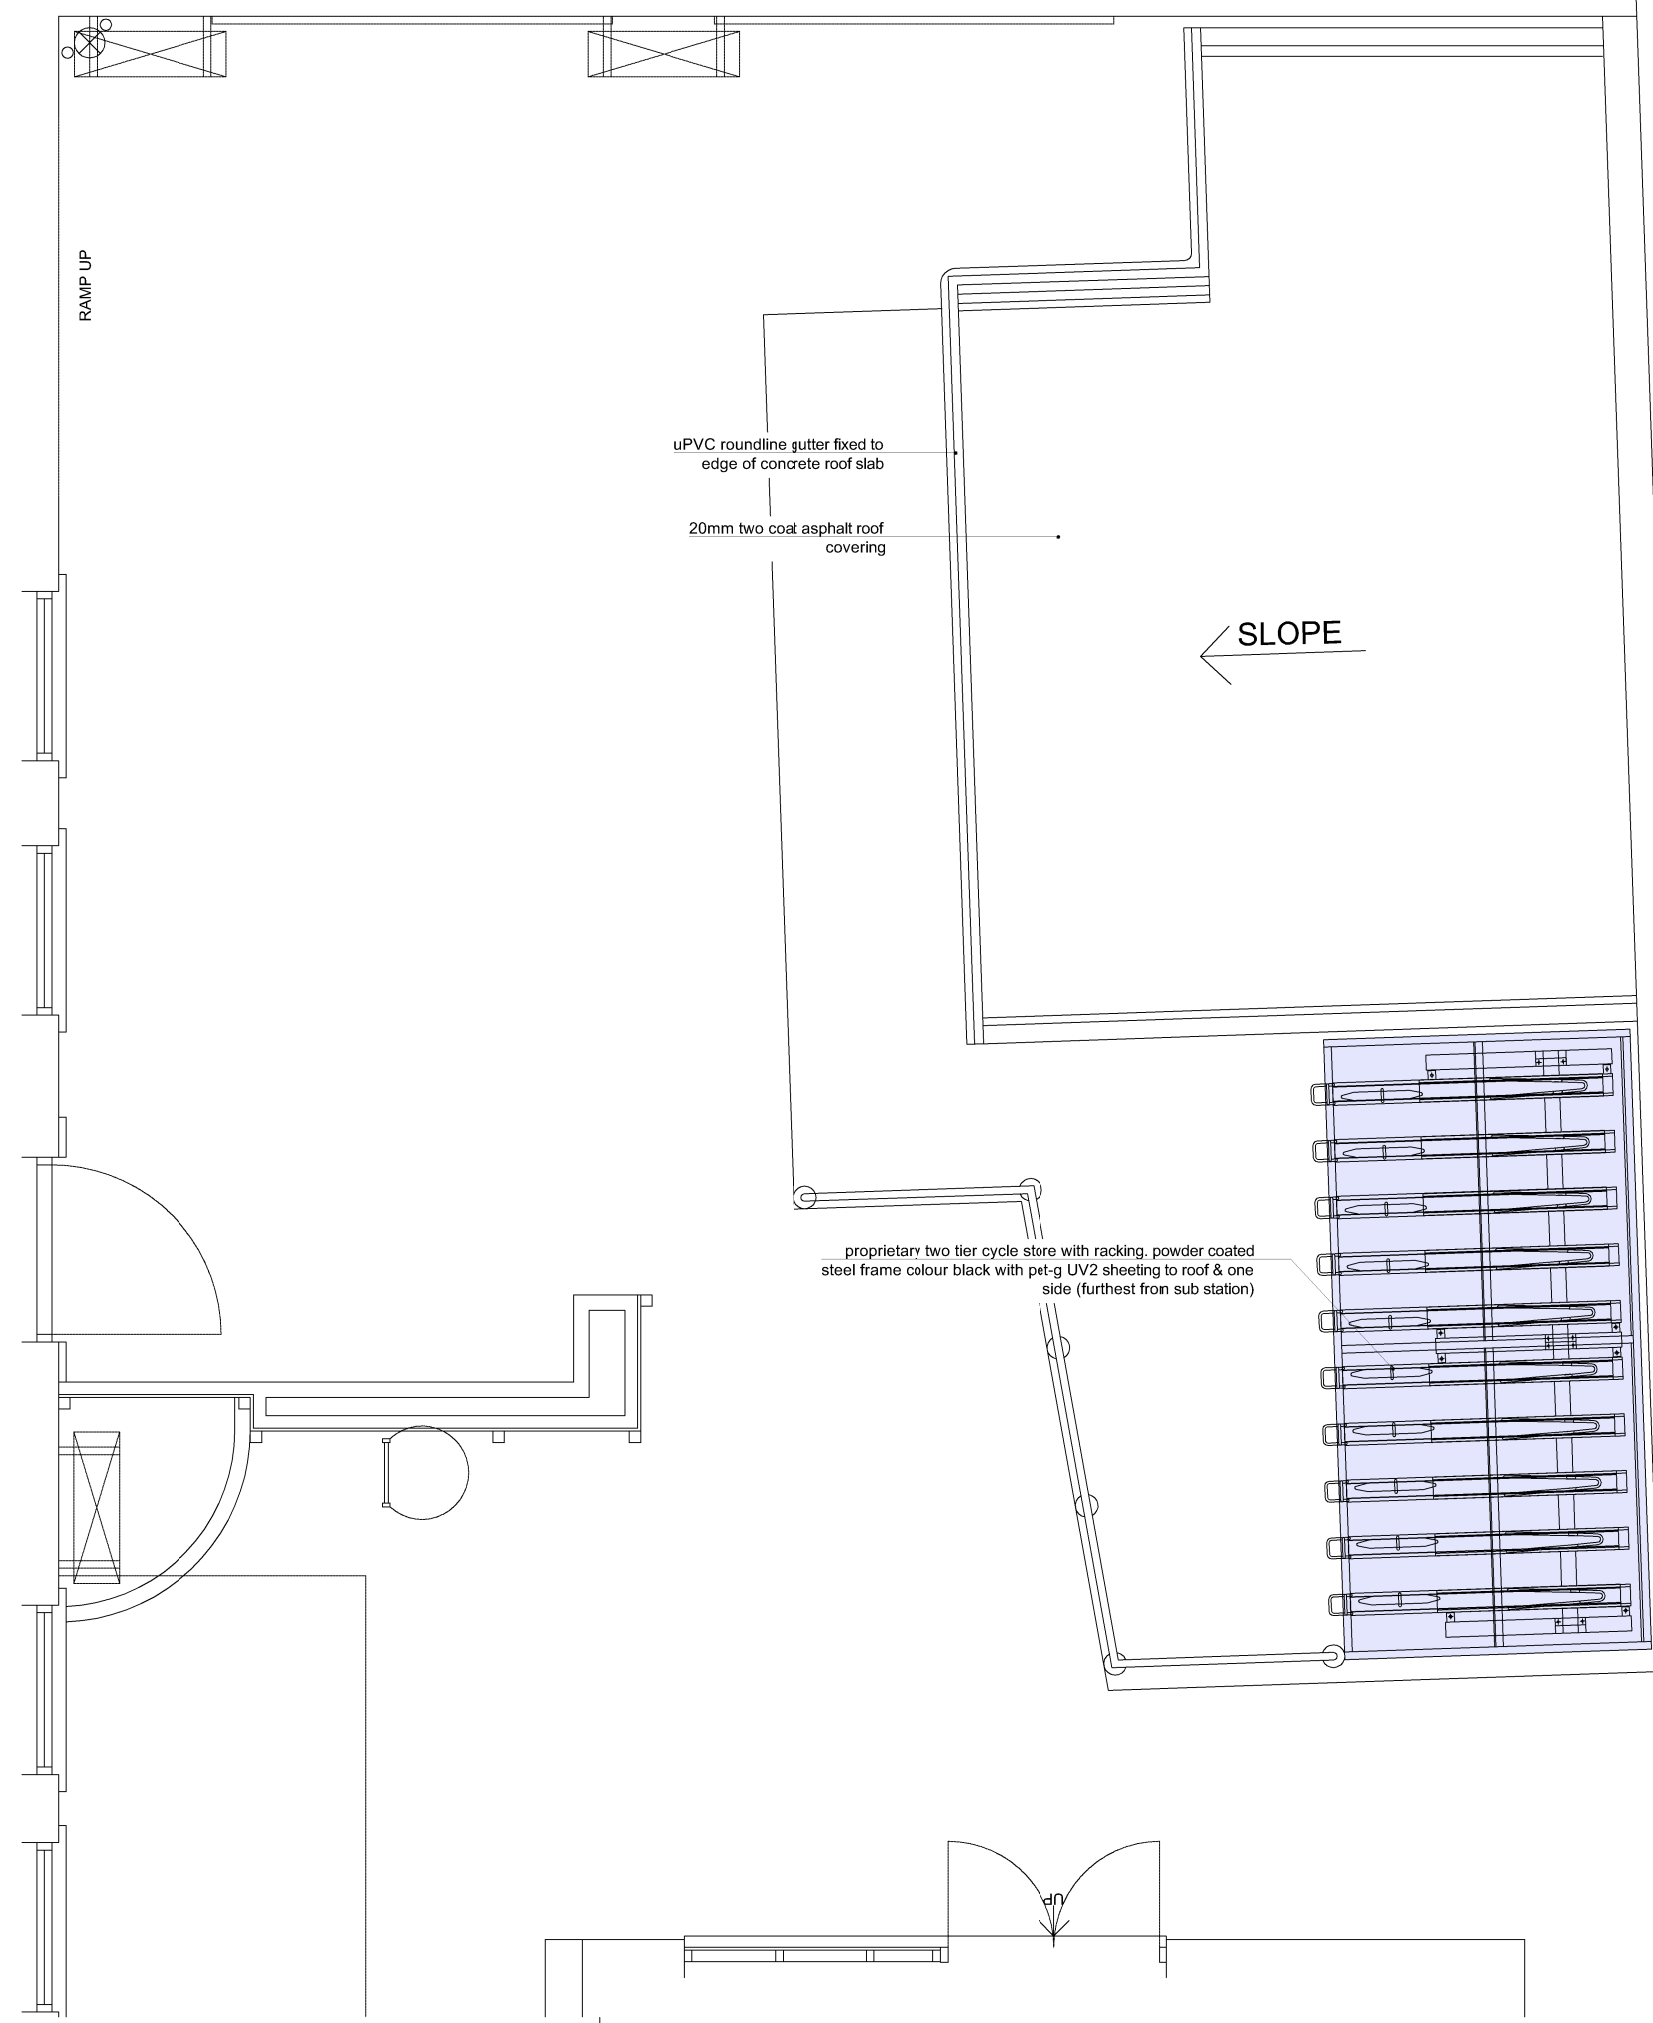 RAMP UP
uPVC roundline gutter fixed to
edge of concrete roof slab
20mm two coat asphalt roof
covering
SLOPE
proprietary two tier cycle store with racking. powder coated
steel frame colour black with pet-g UV2 sheeting to roof & one
side (furthest from sub station)
UP